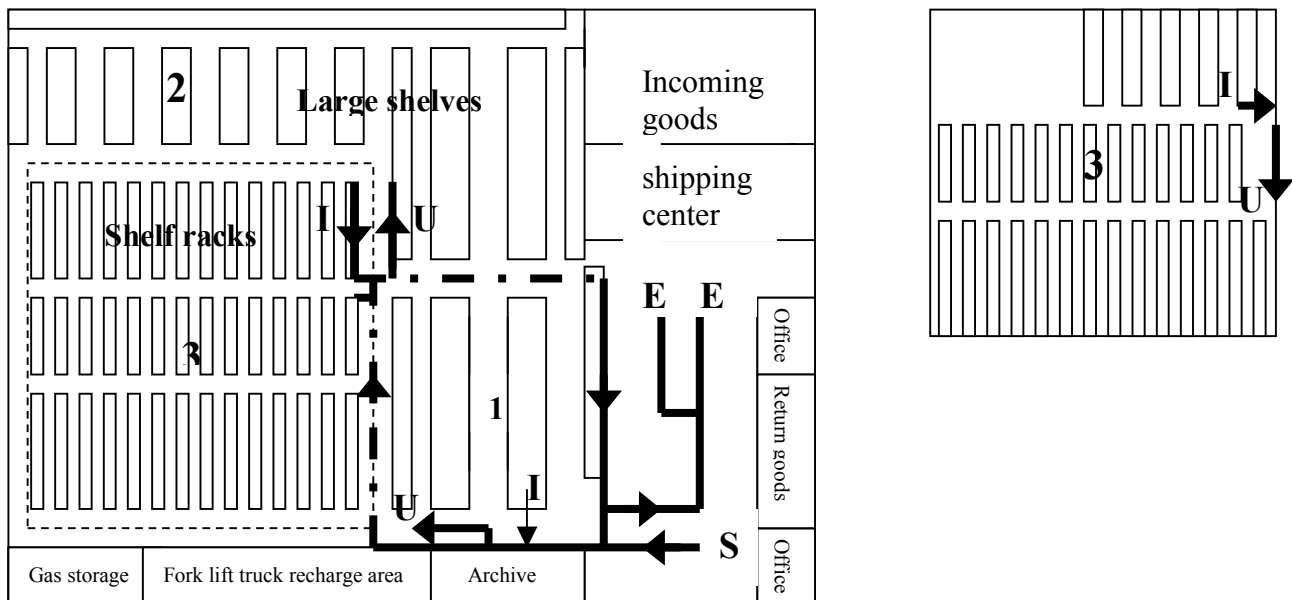 2
Large shelves
Incoming
goods
I
3
shipping
center
U
Shelf racks
I
U
E
E
Office
3
Return goods
1
I
U
S
Office
Gas storage
Fork lift truck recharge area
Archive